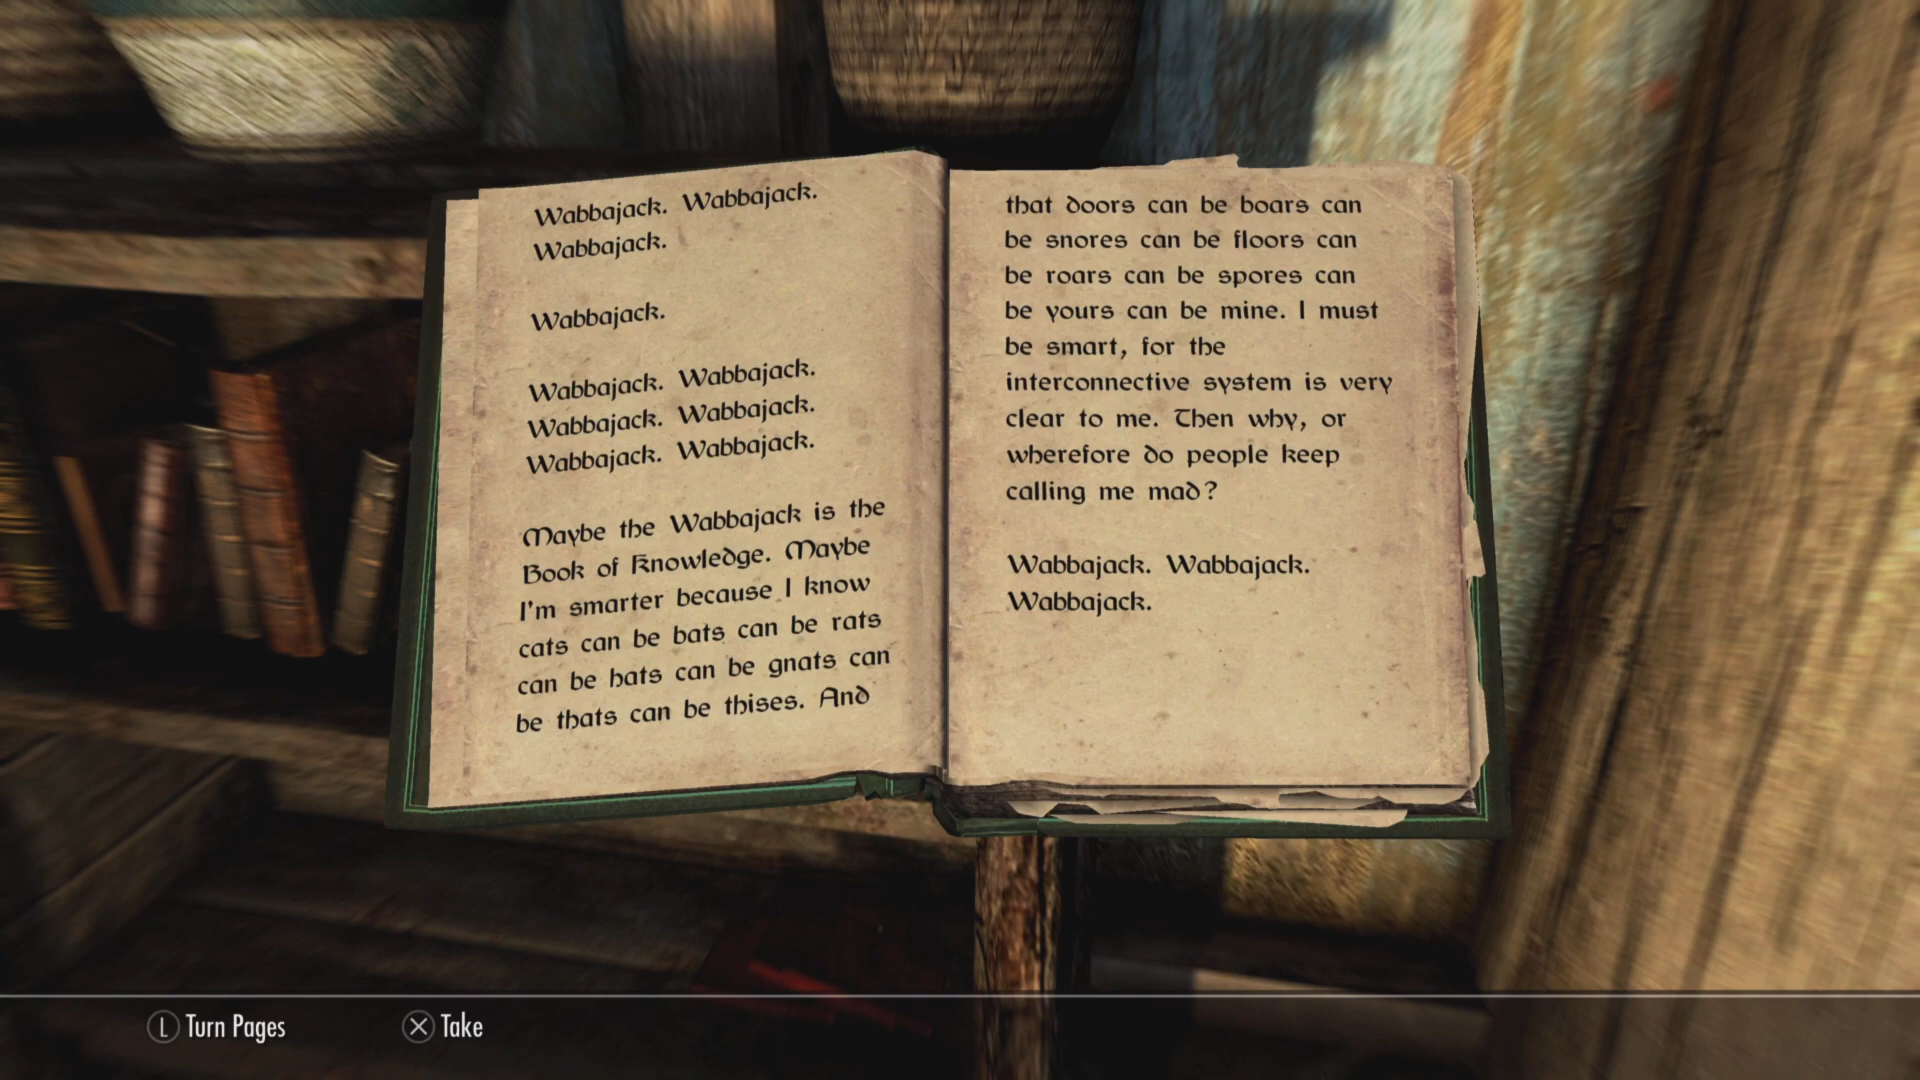 Wabbajack. Wabbajack.
Wabbajack.
Wabbajack.
Wabbajack. Wabbajack.
Wabbajack. Wabbajack.
Wabbajack. Wabbajack.
Maybe the Wabbajack is the
Book of Knowledge. Maybe
I'm smarter because I know
cats can be bats can be rats
can be hats can be gnats can
be thats can be thises. And
that doors can be boars can
be snores can be floors can
be roars can be spores can
be yours can be mine. I must
be smart, for the
interconnective system is very
clear to me. Then why, or
wherefore do people keep
calling me mad?
Wabbajack. Wabbajack.
Wabbajack.
L Turn Pages
X Take